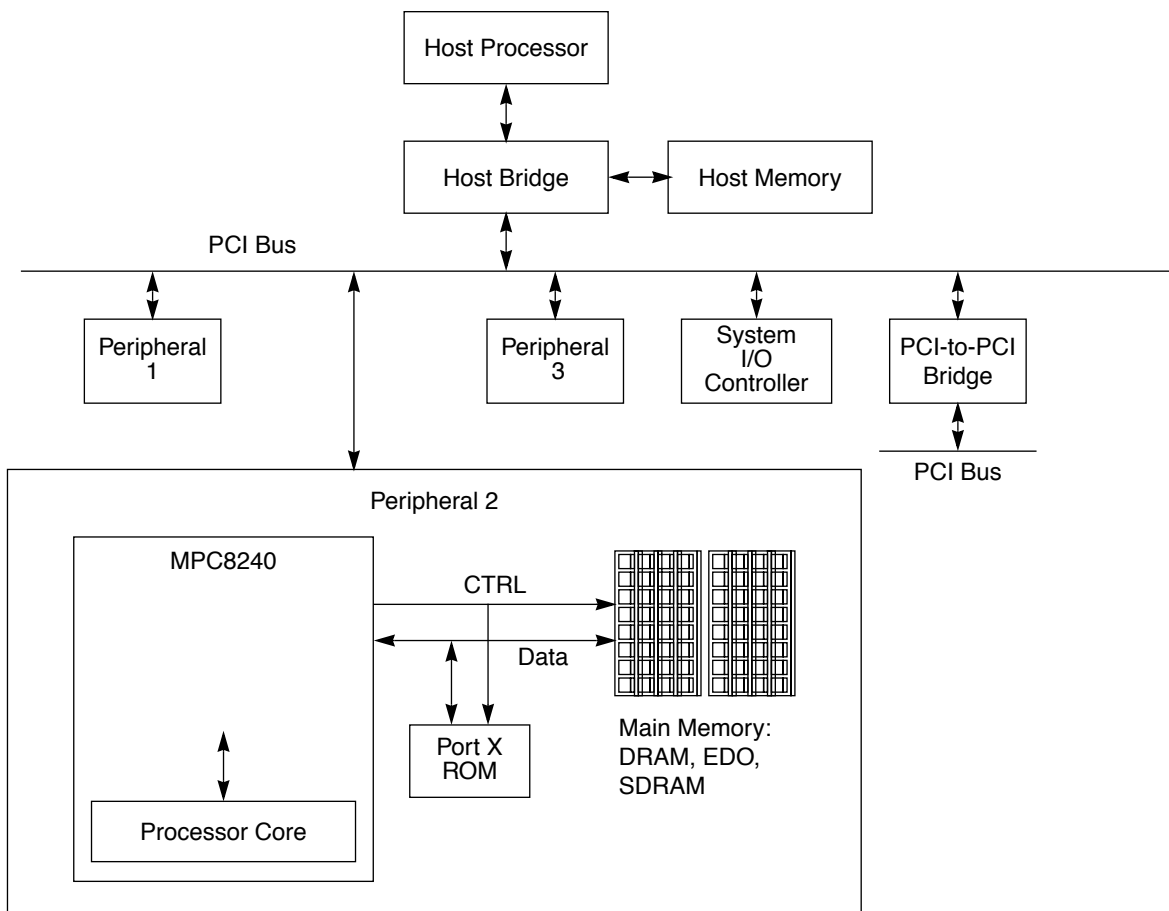 Host Processor
Host Bridge
Host Memory
PCI Bus
Peripheral
1
Peripheral
3
System
I/O
Controller
PCI-to-PCI
Bridge
PCI Bus
Peripheral 2
MPC8240
CTRL
Data
Port X
ROM
Main Memory:
DRAM, EDO,
SDRAM
Processor Core